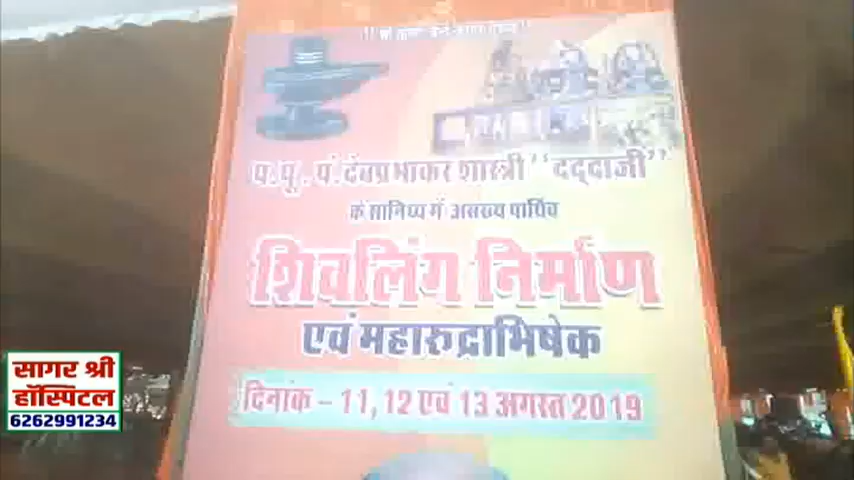 प.पू. पं.देवप्रभाकर शास्त्री "दद्दाजी"
के सानिध्य में असंख्य पार्थिव
शिवलिंग निर्माण
एवं महारुद्राभिषेक
दिनांक - 11, 12 एवं 13 अगस्त 2019
सागर श्री
हॉस्पिटल
6262991234